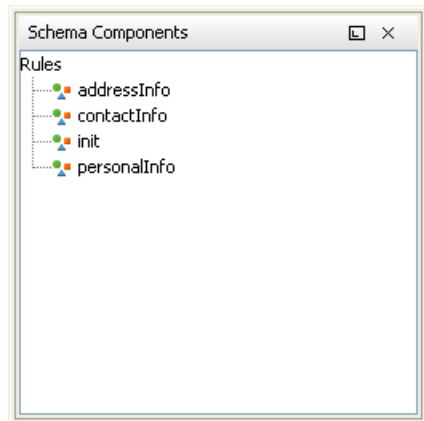 Schema Components
Rules
addressInfo
contactInfo
init
personalInfo